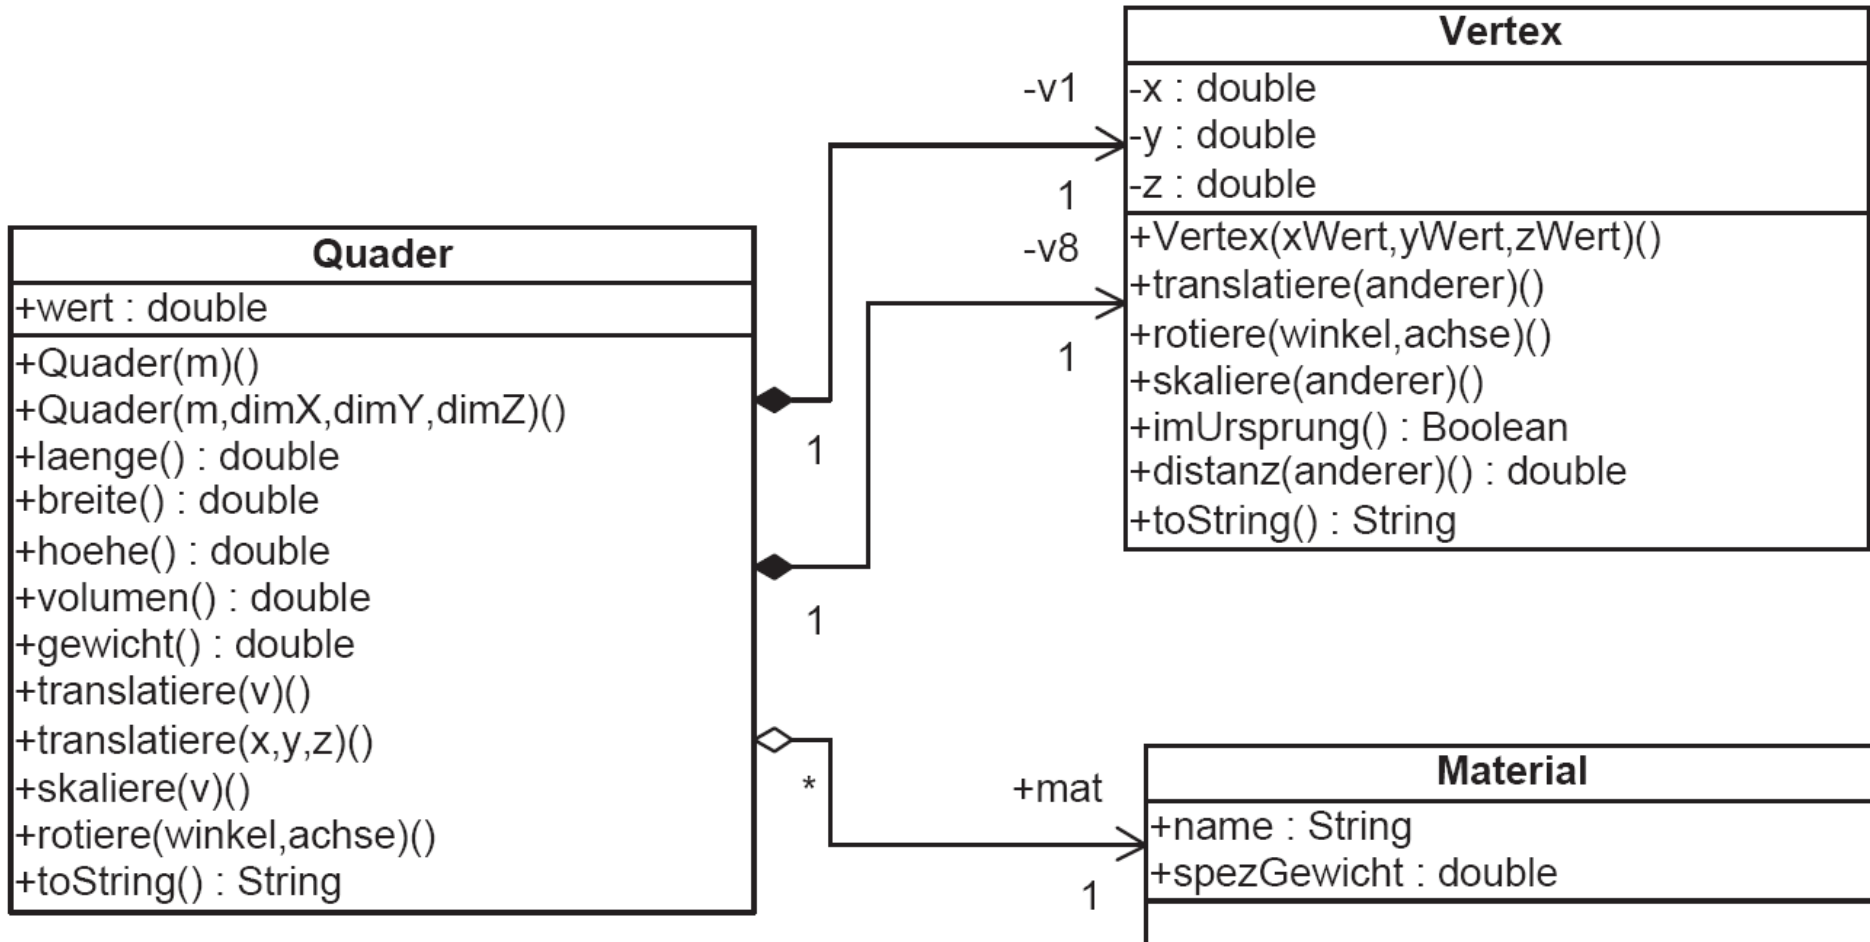 Vertex
-x : double
-y : double
-z : double
+Vertex(xWert,yWert,zWert)()
+translatiere(anderer)()
+rotiere(winkel,achse)()
+skaliere(anderer)()
+imUrsprung() : Boolean
+distanz(anderer)() : double
+toString() : String
-v1
1
-v8
1
Quader
+wert : double
+Quader(m)()
+Quader(m,dimX,dimY,dimZ)()
+laenge() : double
+breite() : double
+hoehe() : double
+volumen() : double
+gewicht() : double
+translatiere(v)()
+translatiere(x,y,z)()
+skaliere(v)()
+rotiere(winkel,achse)()
+toString() : String
1
1
*
+mat
1
Material
+name : String
+spezGewicht : double